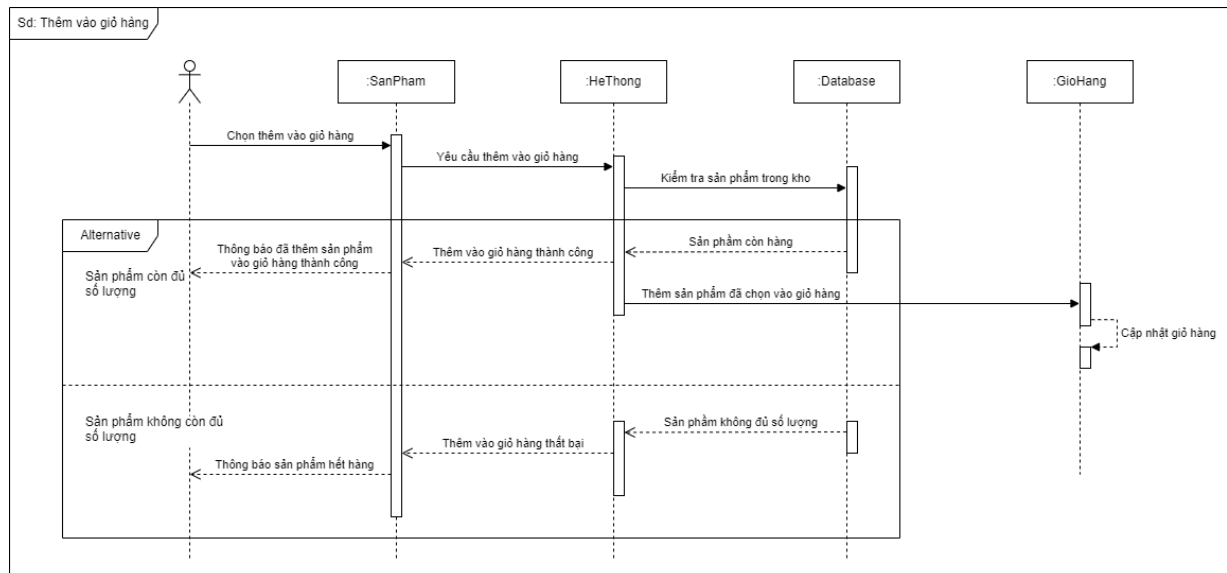 Sd: Thêm vào giỏ hàng
:SanPham
:HeThong
:Database
:GioHang
Chọn thêm vào giỏ hàng
Yêu cầu thêm vào giỏ hàng
Kiểm tra sản phẩm trong kho
Alternative
Sản phầm còn hàng
Thêm vào giỏ hàng thành công
Thông báo đã thêm sản phẩm
vào giỏ hàng thành công
Sản phẩm còn đủ
số lượng
Thêm sản phẩm đã chọn vào giỏ hàng
Cập nhật giỏ hàng
Sản phẩm không còn đủ
số lượng
Sản phầm không đủ số lượng
Thêm vào giỏ hàng thất bại
Thông báo sản phẩm hết hàng